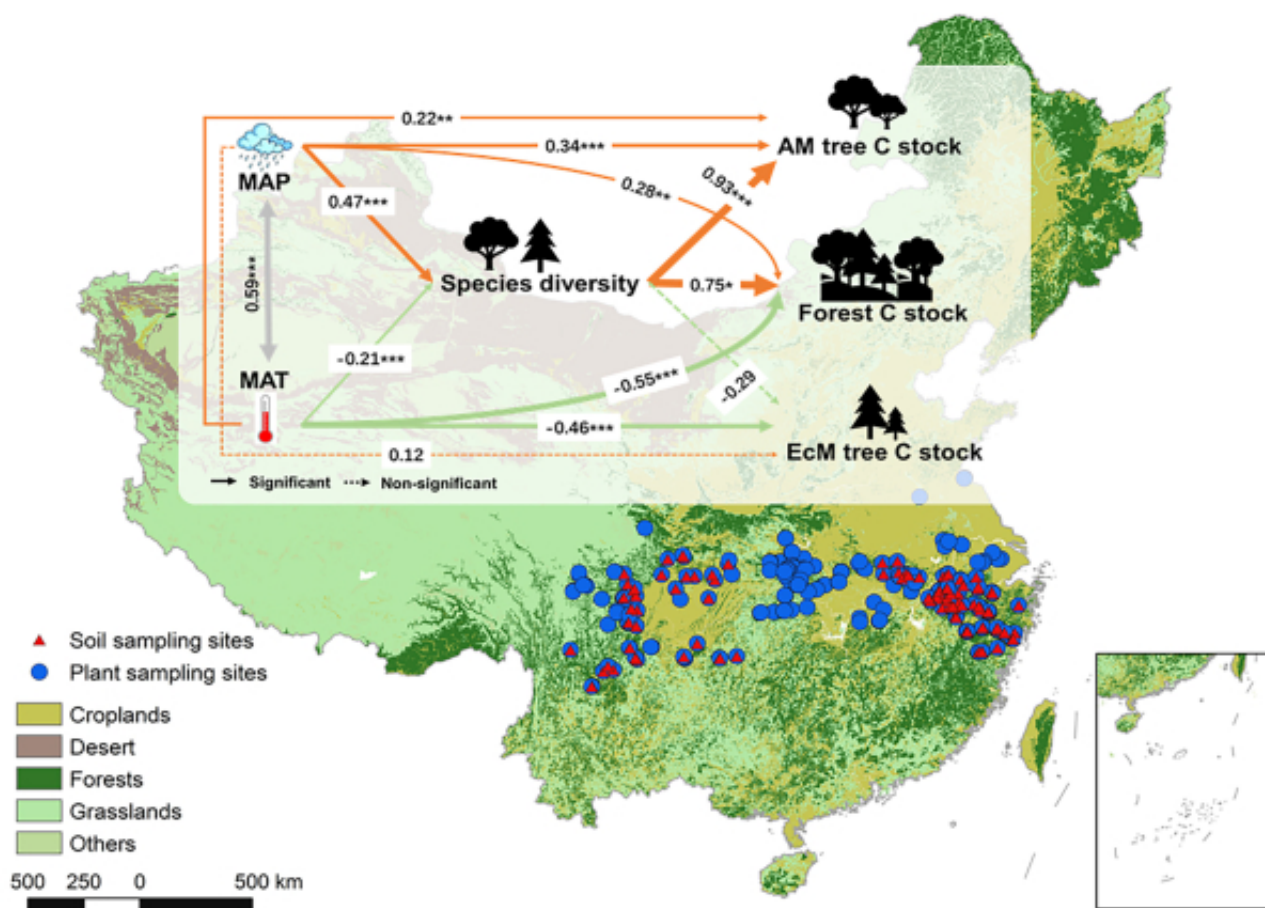 0.22**
AM tree C stock
0.34***
MAP
0.93***
0.28**
0.47***
Species diversity
0.75*
0.59***
Forest C stock
-0.21***
MAT
-0.55***
-0.29
-0.46***
EcM tree C stock
0.12
Significant
Non-significant
Soil sampling sites
Plant sampling sites
Croplands
Desert
Forests
Grasslands
Others
500 250 0 500 km